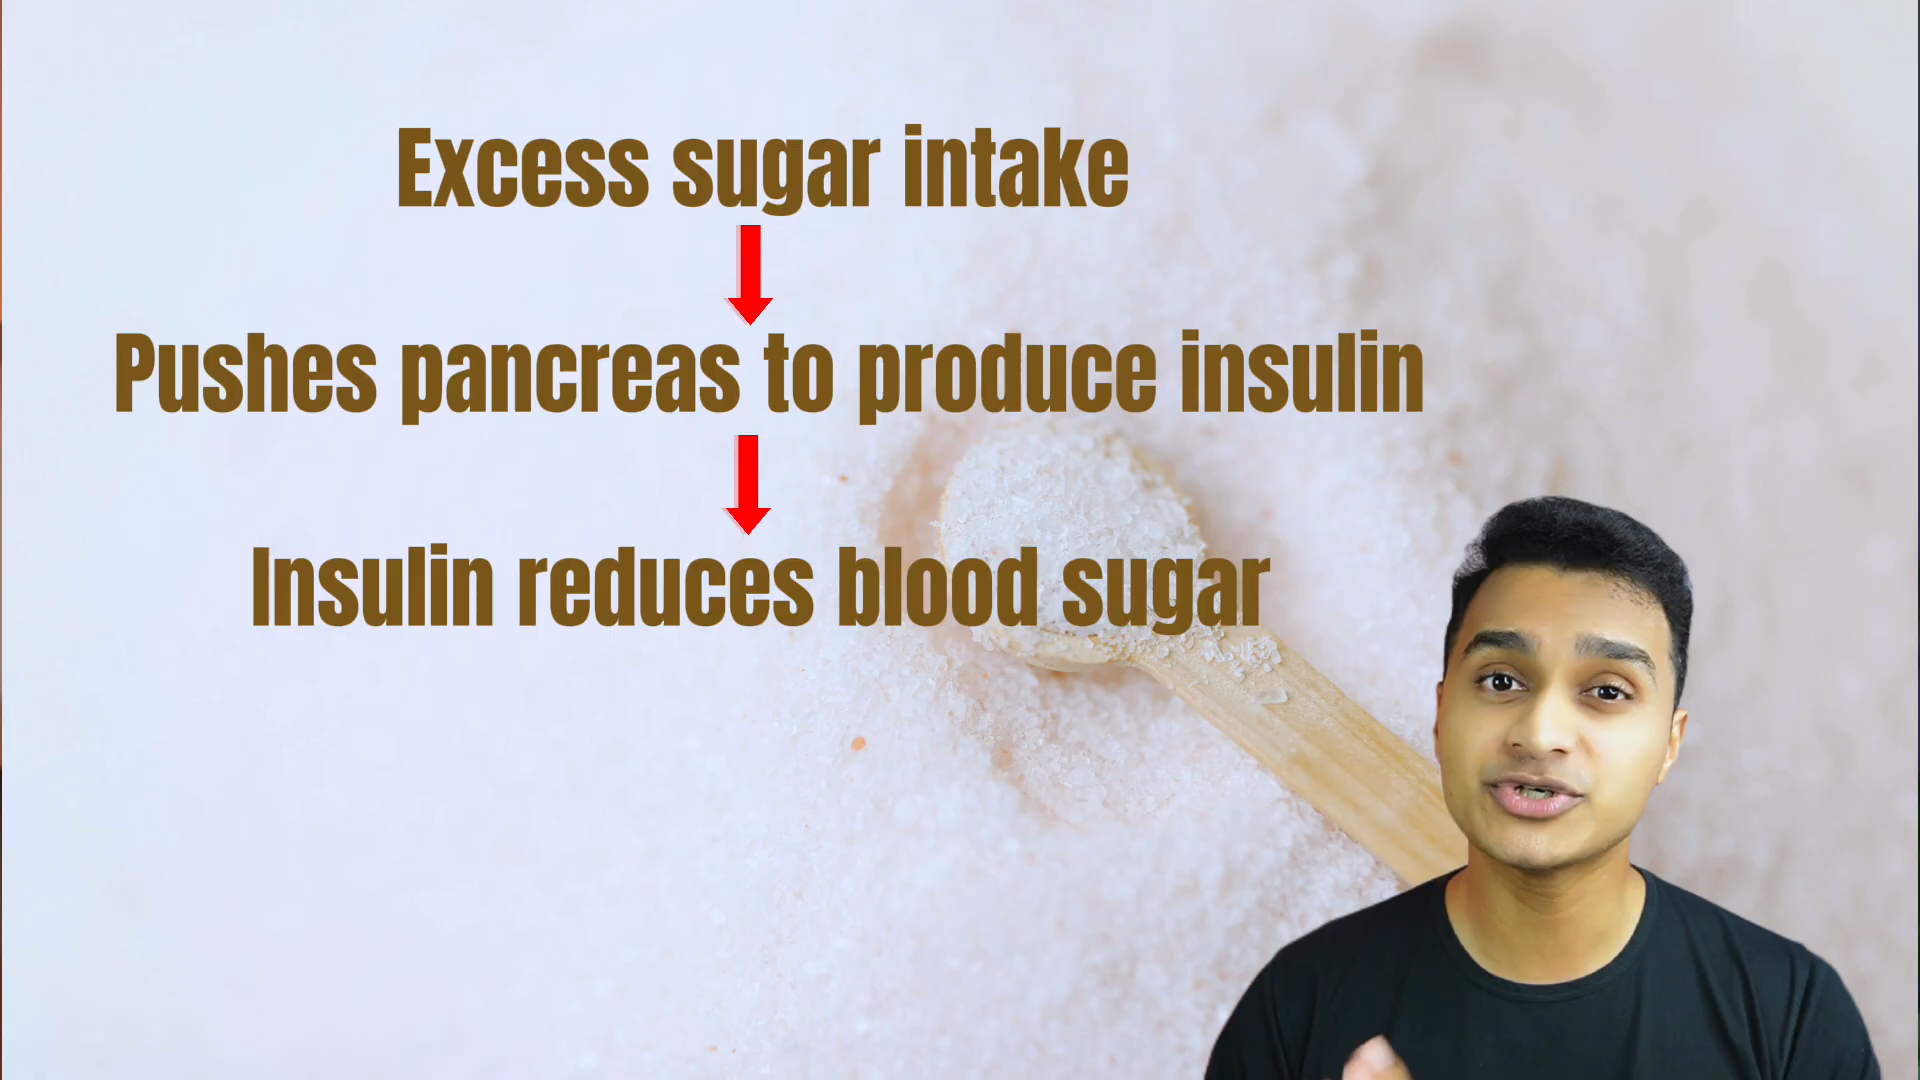 Excess sugar intake
Pushes pancreas to produce insulin
Insulin reduces blood sugar